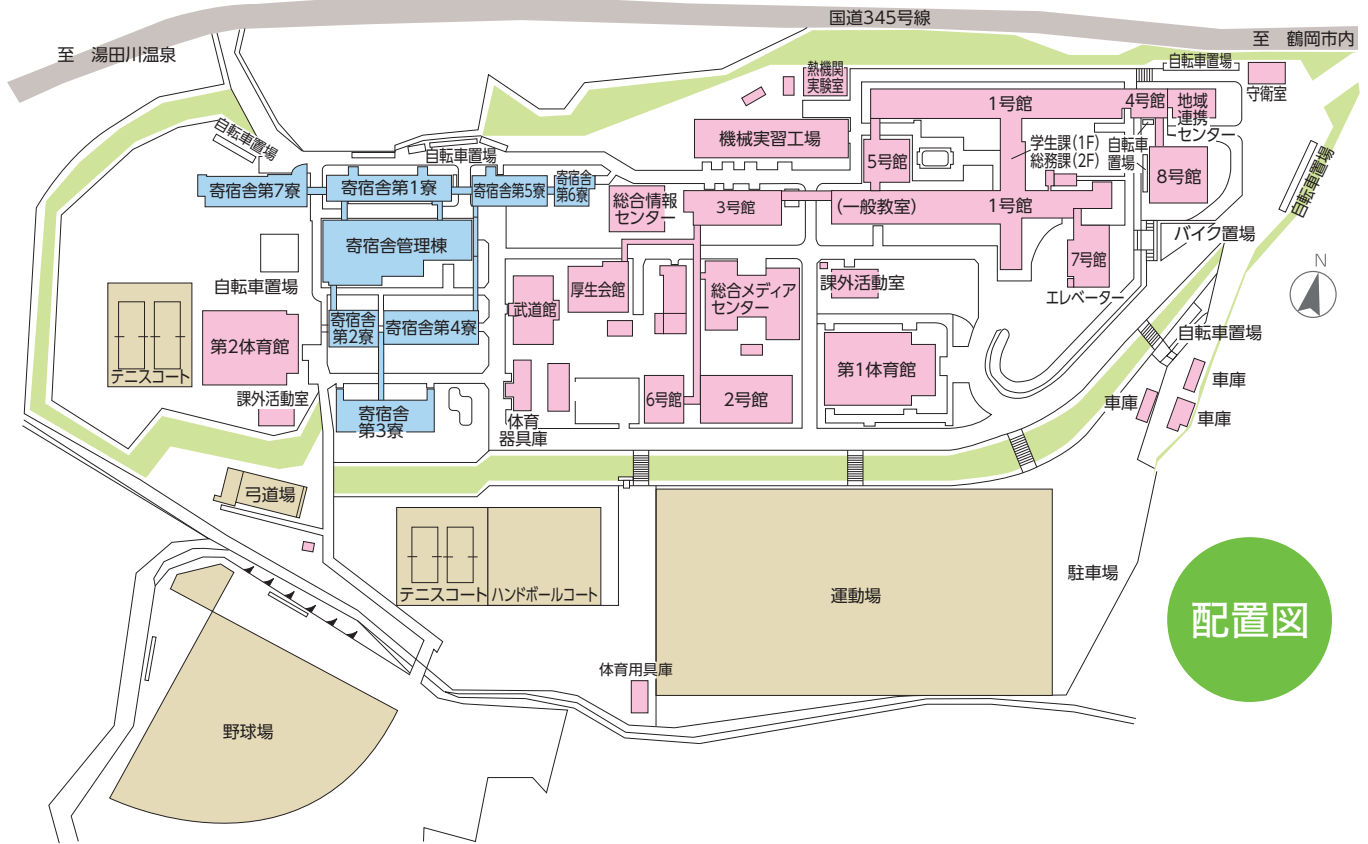 国道345号線
至 湯田川温泉
至 鶴岡市内
自転車置場
守衛室
熱機関
実験室
1号館
4号館
地域
連携
センター
機械実習工場
学生課(1F)
総務課(2F)
自転車
置場
5号館
8号館
自転車置場
自転車置場
自転車置場
寄宿舎第7寮
寄宿舎第1寮
寄宿舎第5寮
寄宿舎
第6寮
総合情報
センター
3号館
(一般教室)
1号館
バイク置場
寄宿舎管理棟
7号館
エレベーター
N
自転車置場
武道館
厚生会館
総合メディア
センター
課外活動室
寄宿舎
第2寮
寄宿舎第4寮
第2体育館
テニスコート
課外活動室
寄宿舎
第3寮
体育
器具庫
6号館
2号館
第1体育館
自転車置場
車庫
車庫
車庫
弓道場
テニスコート
ハンドボールコート
運動場
駐車場
配置図
体育用具庫
野球場